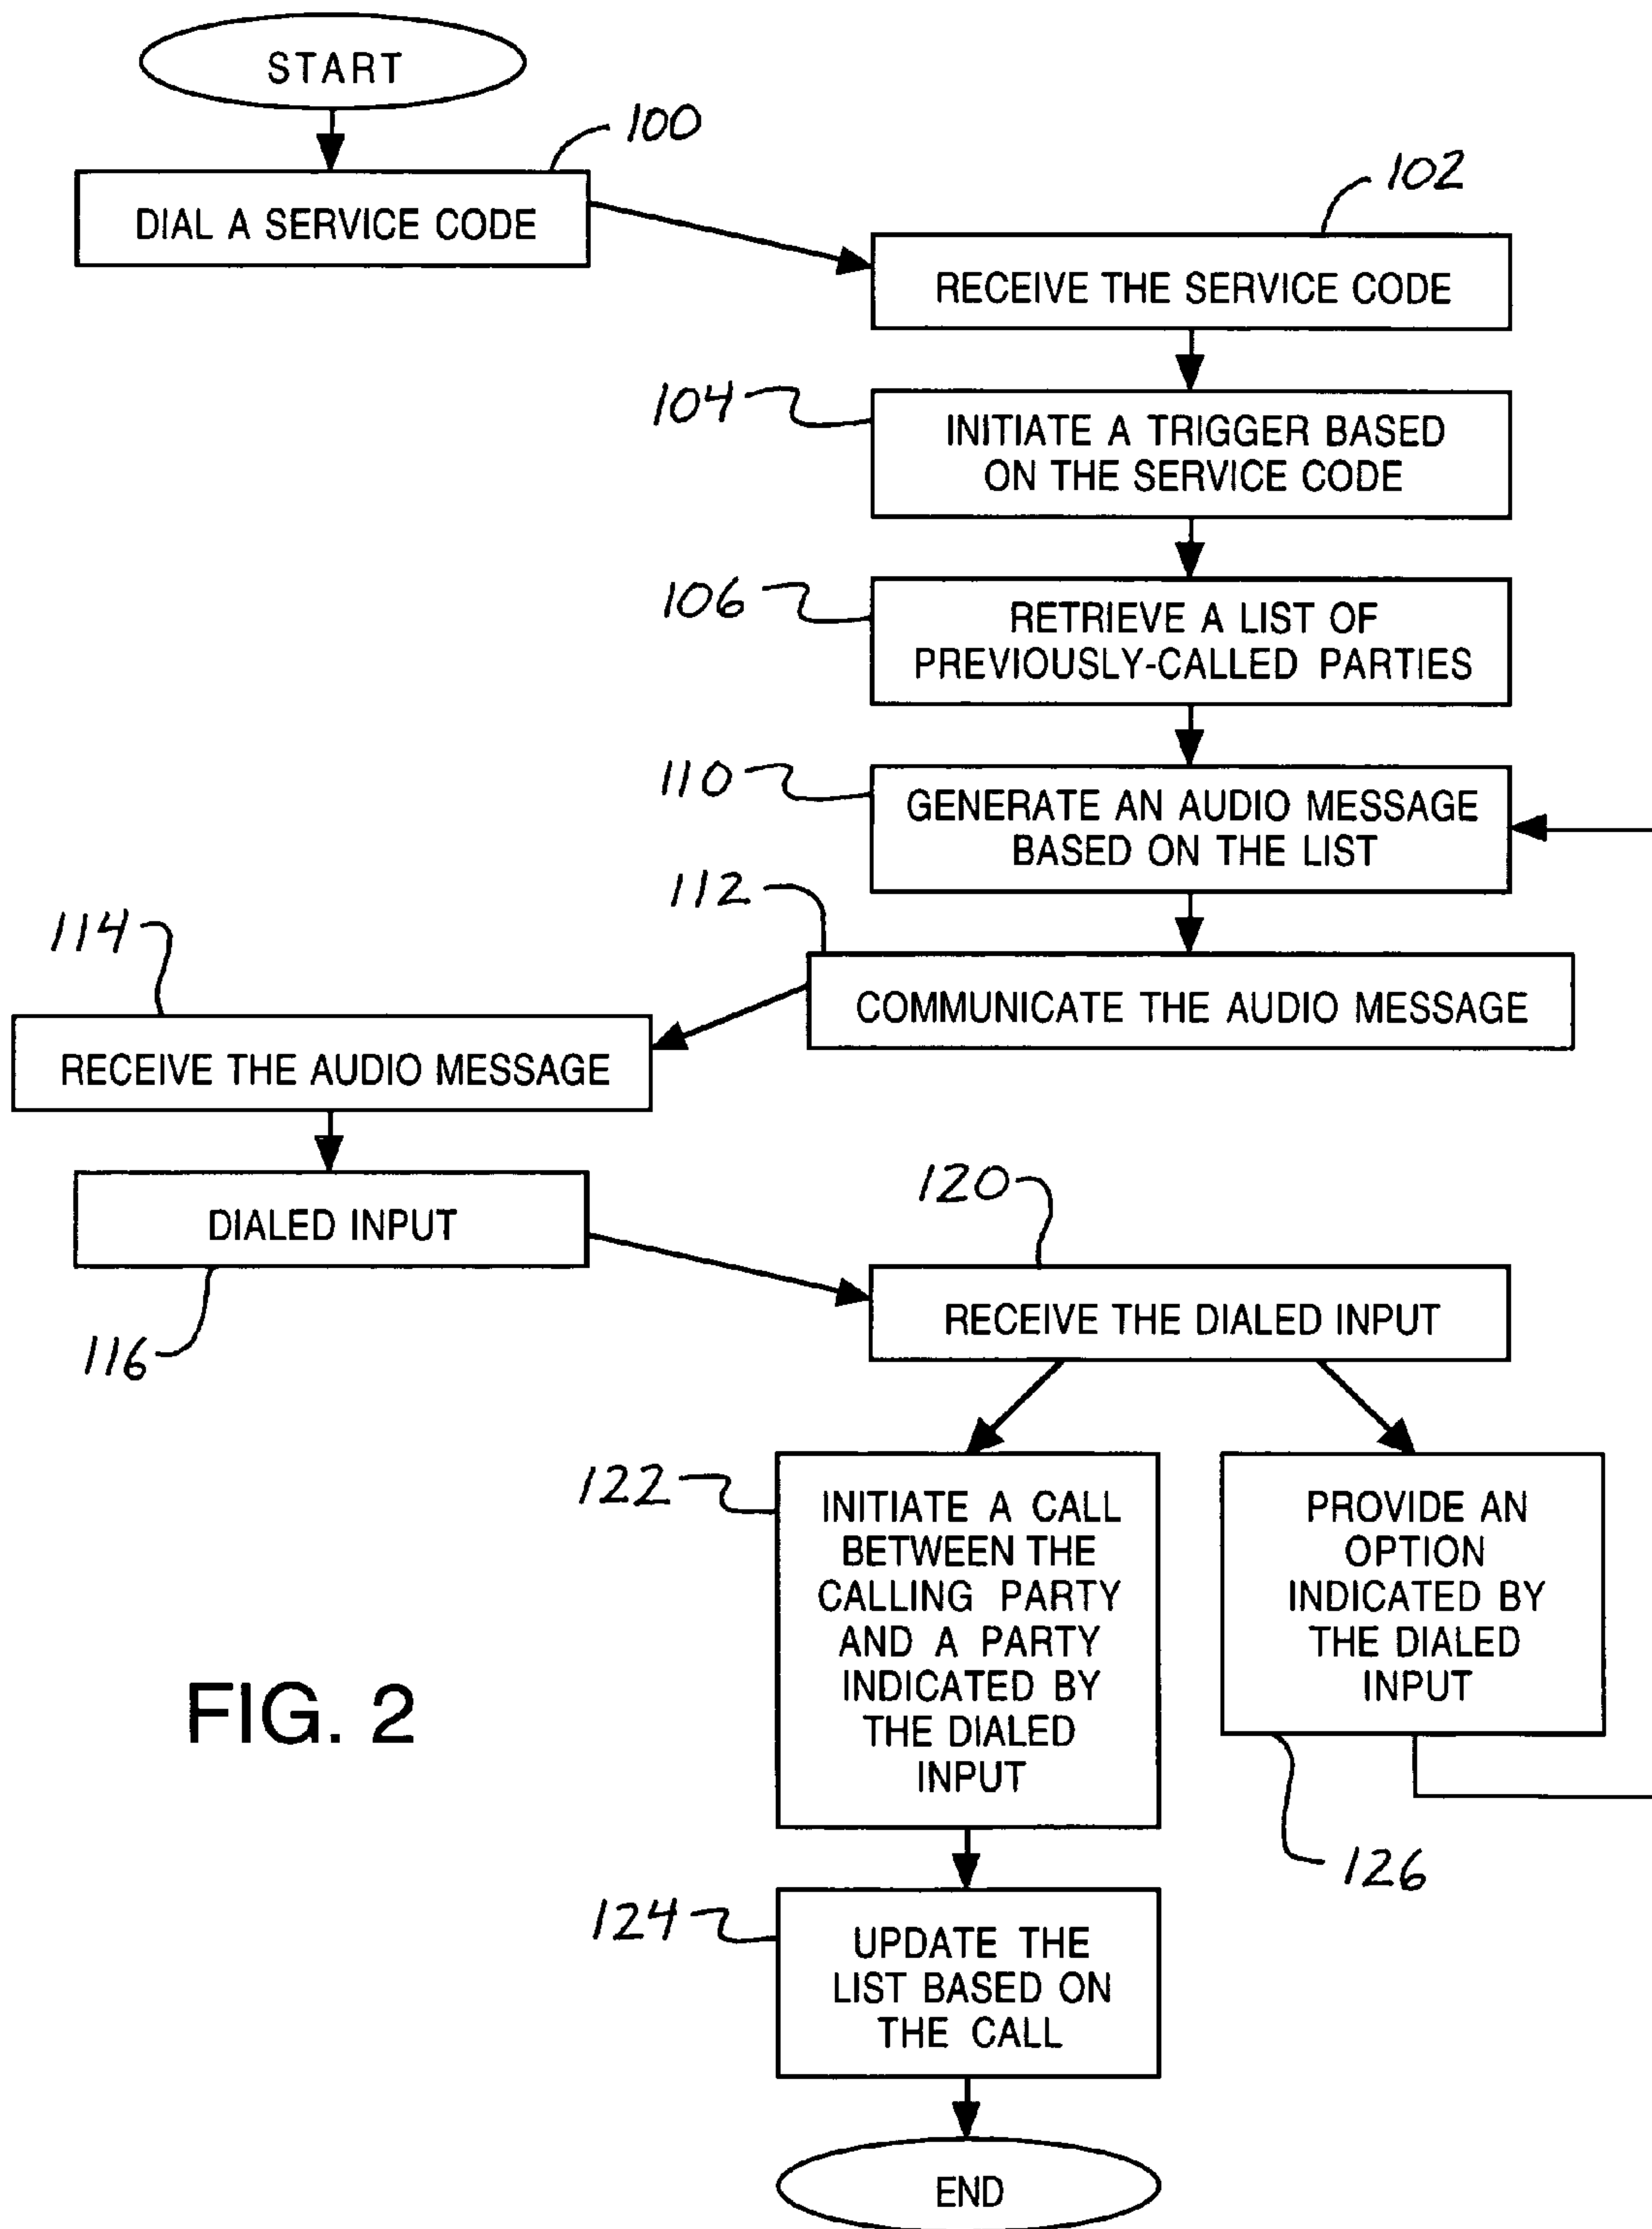 START
100
DIAL A SERVICE CODE
102
RECEIVE THE SERVICE CODE
104
INITIATE A TRIGGER BASED
ON THE SERVICE CODE
106
RETRIEVE A LIST OF
PREVIOUSLY-CALLED PARTIES
110
GENERATE AN AUDIO MESSAGE
BASED ON THE LIST
112
COMMUNICATE THE AUDIO MESSAGE
114
RECEIVE THE AUDIO MESSAGE
DIALED INPUT
116
120
RECEIVE THE DIALED INPUT
122
INITIATE A CALL
BETWEEN THE
CALLING PARTY
AND A PARTY
INDICATED BY
THE DIALED
INPUT
PROVIDE AN
OPTION
INDICATED BY
THE DIALED
INPUT
126
FIG. 2
124
UPDATE THE
LIST BASED ON
THE CALL
END